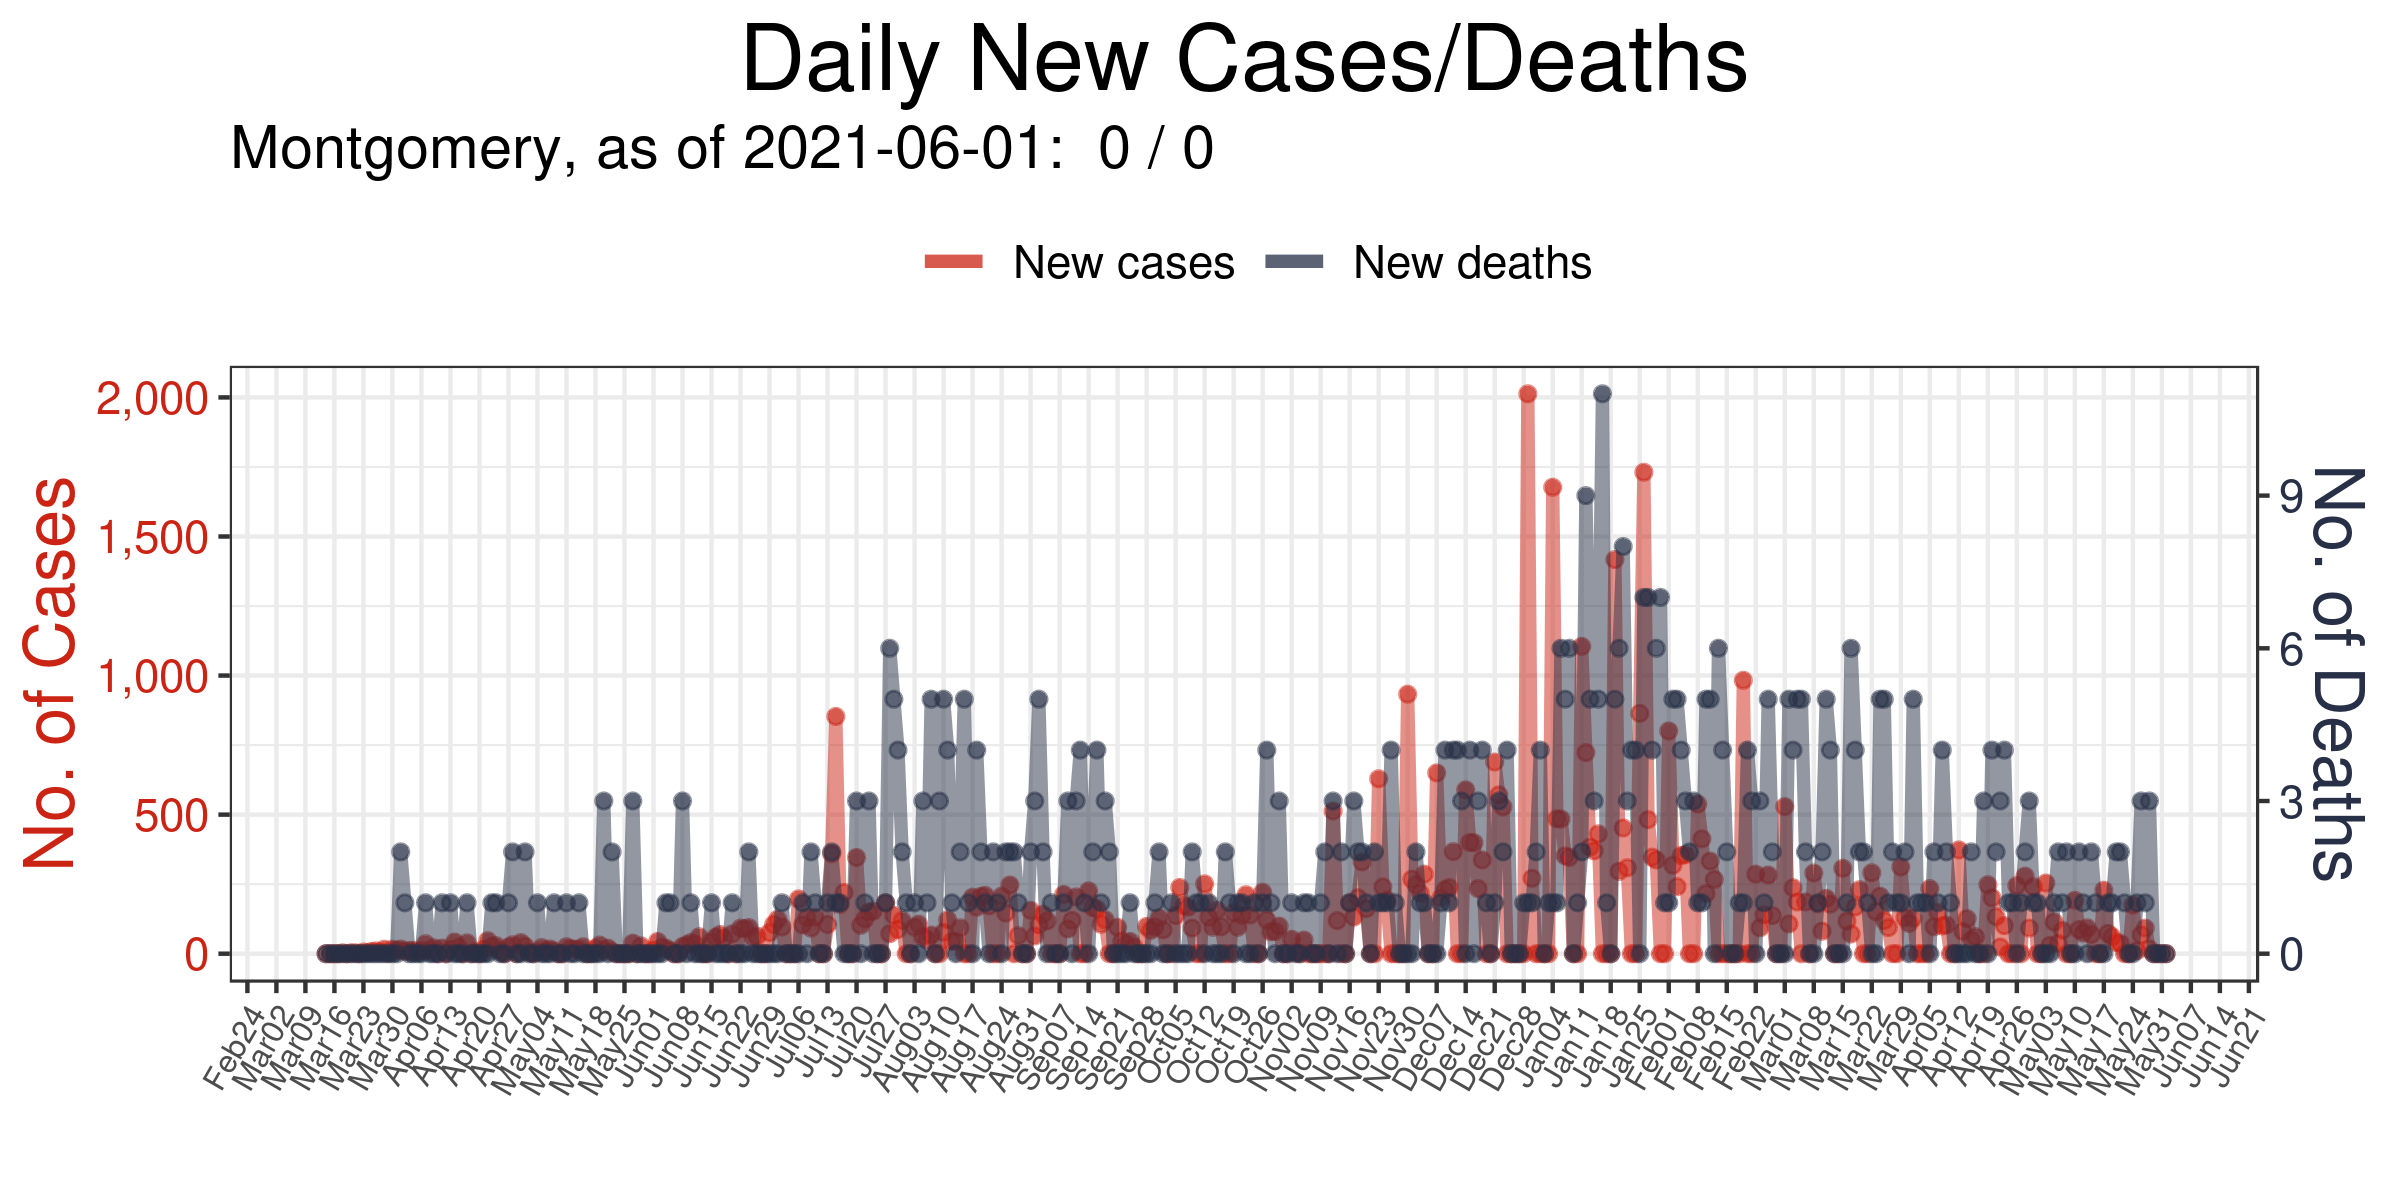 Daily New Cases/Deaths
Montgomery, as of 2021-06-01:  0 / 0
New cases
New deaths
No. of Cases
2,000
1,500
1,000
500
0
9
6
3
0
No. of Deaths
Feb24
Mar02
Mar09
Mar16
Mar23
Mar30
Apr06
Apr13
Apr20
Apr27
May04
May11
May18
May25
Jun01
Jun08
Jun15
Jun22
Jun29
Jul06
Jul13
Jul20
Jul27
Aug03
Aug10
Aug17
Aug24
Aug31
Sep07
Sep14
Sep21
Sep28
Oct05
Oct12
Oct19
Oct26
Nov02
Nov09
Nov16
Nov23
Nov30
Dec07
Dec14
Dec21
Dec28
Jan04
Jan11
Jan18
Jan25
Feb01
Feb08
Feb15
Feb22
Mar01
Mar08
Mar15
Mar22
Mar29
Apr05
Apr12
Apr19
Apr26
May03
May10
May17
May24
May31
Jun07
Jun14
Jun21